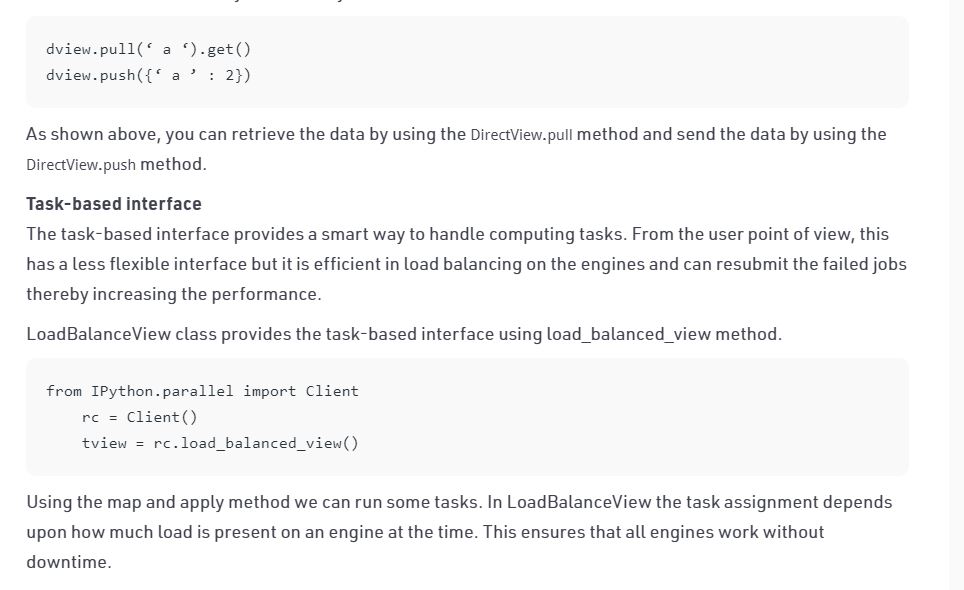 dview.pull(‘ a ‘).get()
dview.push({‘ a ’ : 2})
As shown above, you can retrieve the data by using the DirectView.pull method and send the data by using the
DirectView.push method.
Task-based interface
The task-based interface provides a smart way to handle computing tasks. From the user point of view, this
has a less flexible interface but it is efficient in load balancing on the engines and can resubmit the failed jobs
thereby increasing the performance.
LoadBalanceView class provides the task-based interface using load_balanced_view method.
from IPython.parallel import Client
    rc = Client()
    tview = rc.load_balanced_view()
Using the map and apply method we can run some tasks. In LoadBalanceView the task assignment depends
upon how much load is present on an engine at the time. This ensures that all engines work without
downtime.